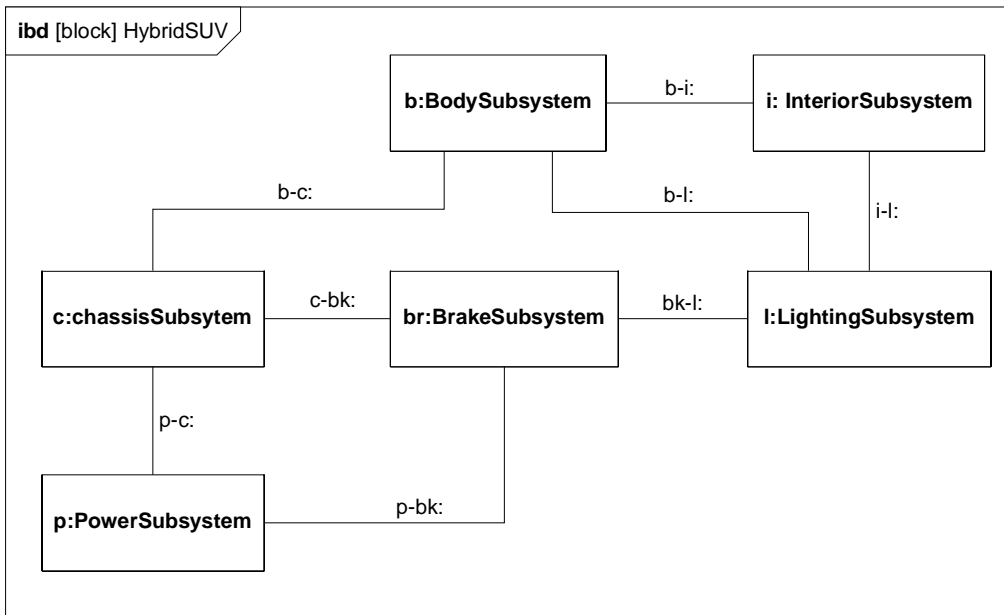 ibd [block] HybridSUV
b:BodySubsystem
b-i:
i: InteriorSubsystem
b-c:
b-l:
i-l:
c:chassisSubsytem
c-bk:
br:BrakeSubsystem
bk-l:
l:LightingSubsystem
p-c:
p:PowerSubsystem
p-bk: